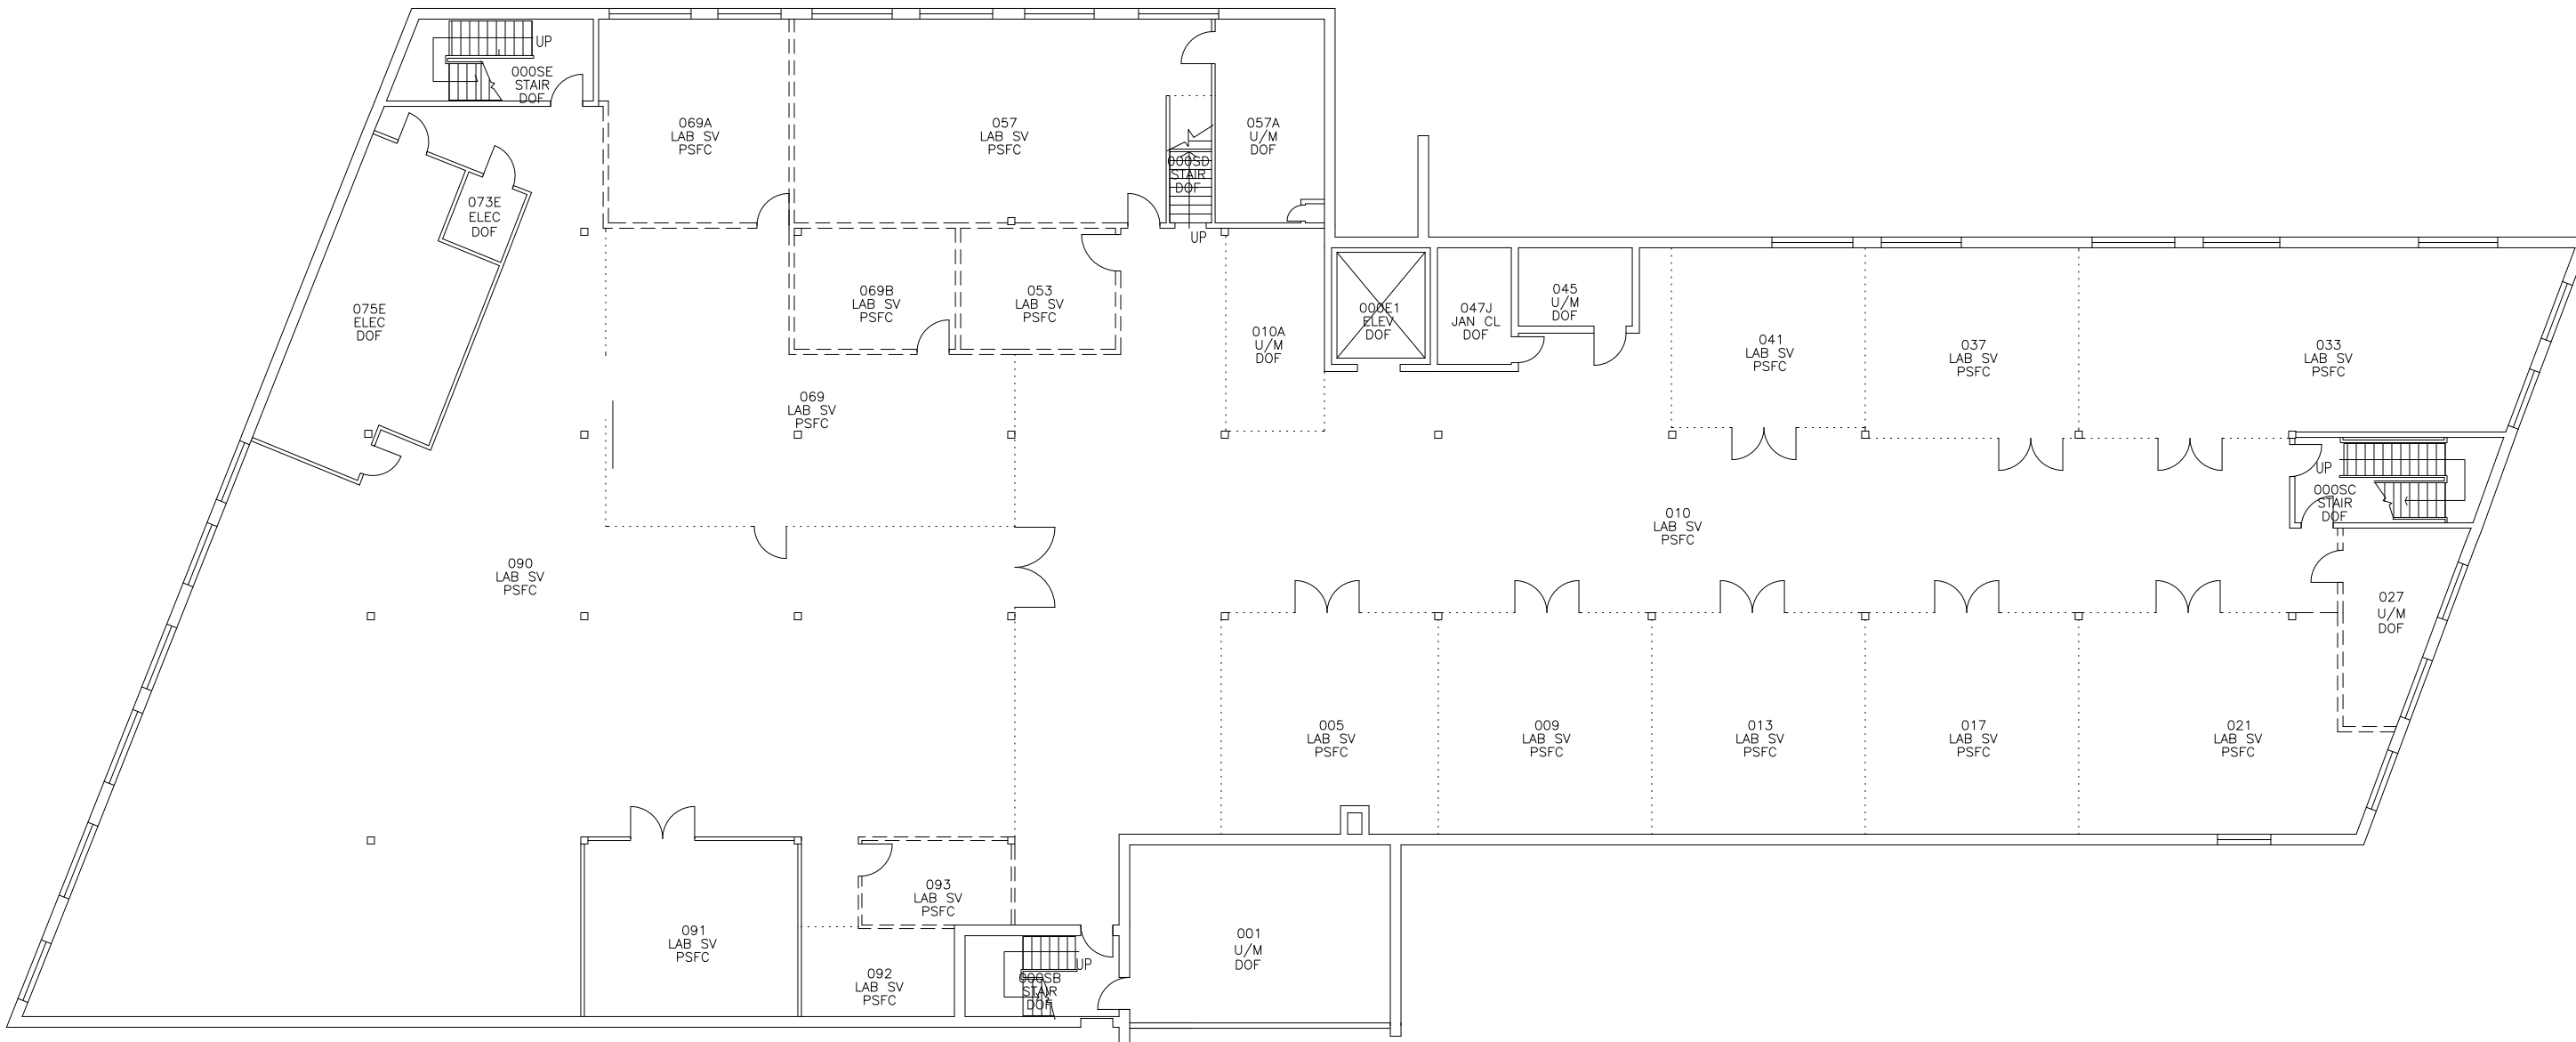 UP
000SE
STAIR
DOF
069A
LAB SV
PSFC
057
LAB SV
PSFC
057A
U/M
DOF
000SD
STAIR
DOF
UP
073E
ELEC
DOF
075E
ELEC
DOF
069B
LAB SV
PSFC
053
LAB SV
PSFC
010A
U/M
DOF
000E1
ELEV
DOF
047J
JAN CL
DOF
045
U/M
DOF
041
LAB SV
PSFC
037
LAB SV
PSFC
033
LAB SV
PSFC
069
LAB SV
PSFC
UP
000SC
STAIR
DOF
010
LAB SV
PSFC
090
LAB SV
PSFC
027
U/M
DOF
005
LAB SV
PSFC
009
LAB SV
PSFC
013
LAB SV
PSFC
017
LAB SV
PSFC
021
LAB SV
PSFC
093
LAB SV
PSFC
091
LAB SV
PSFC
092
LAB SV
PSFC
UP
000SB
STAIR
DOF
001
U/M
DOF